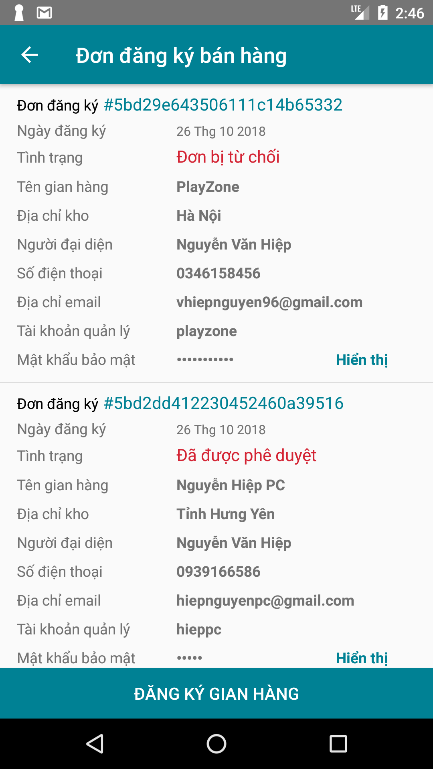 LTE 2:46
Đơn đăng ký bán hàng
Đơn đăng ký #5bd29e643506111c14b65332
Ngày đăng ký 26 Thg 10 2018
Tình trạng Đơn bị từ chối
Tên gian hàng PlayZone
Địa chỉ kho Hà Nội
Người đại diện Nguyễn Văn Hiệp
Số điện thoại 0346158456
Địa chỉ email vhiepnguyen96@gmail.com
Tài khoản quản lý playzone
Mật khẩu bảo mật ••••••••••• Hiển thị
Đơn đăng ký #5bd2dd412230452460a39516
Ngày đăng ký 26 Thg 10 2018
Tình trạng Đã được phê duyệt
Tên gian hàng Nguyễn Hiệp PC
Địa chỉ kho Tỉnh Hưng Yên
Người đại diện Nguyễn Văn Hiệp
Số điện thoại 0939166586
Địa chỉ email hiepnguyenpc@gmail.com
Tài khoản quản lý hieppc
Mật khẩu bảo mật ••••• Hiển thị
ĐĂNG KÝ GIAN HÀNG